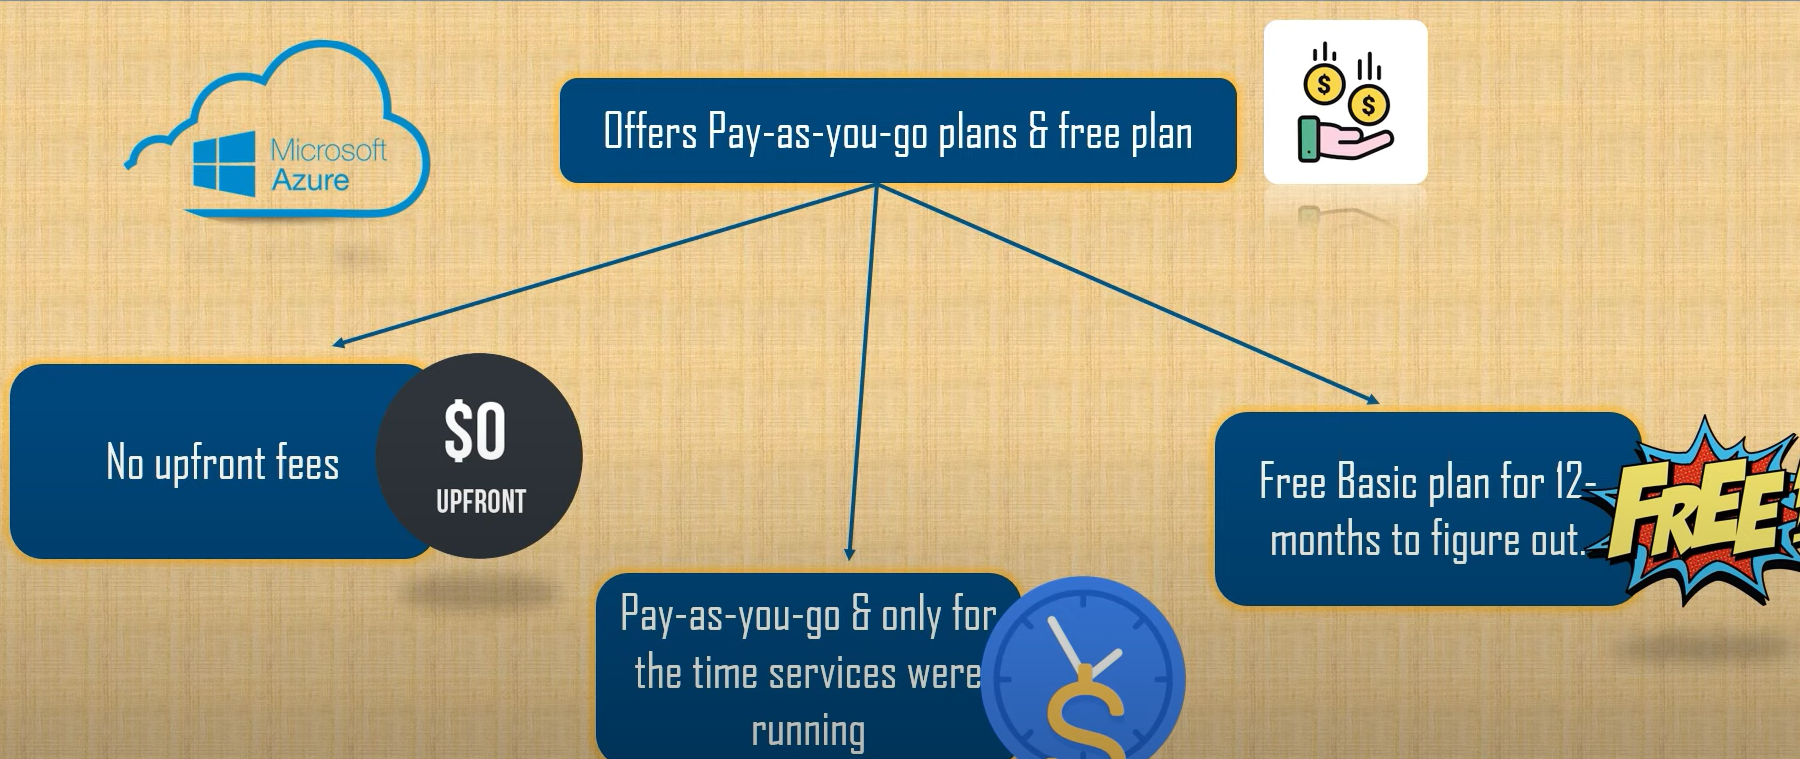 Microsoft
Azure
Offers Pay-as-you-go plans & free plan
$
$
No upfront fees
$0
UPFRONT
Pay-as-you-go & only for
the time services were
running
Free Basic plan for 12-
months to figure out.
FREE!